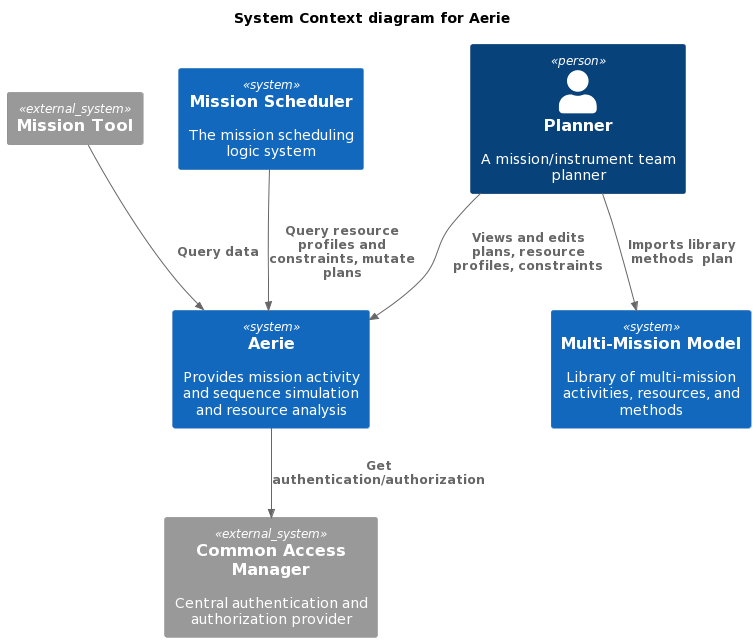 System Context diagram for Aerie
«external_system»
Mission Tool
«system»
Mission Scheduler
The mission scheduling
logic system
«person»
Planner
A mission/instrument team
planner
Query data
Query resource
profiles and
constraints, mutate
plans
Views and edits
plans, resource
profiles, constraints
Imports library
methods  plan
«system»
Aerie
Provides mission activity
and sequence simulation
and resource analysis
«system»
Multi-Mission Model
Library of multi-mission
activities, resources, and
methods
Get
authentication/authorization
«external_system»
Common Access
Manager
Central authentication and
authorization provider